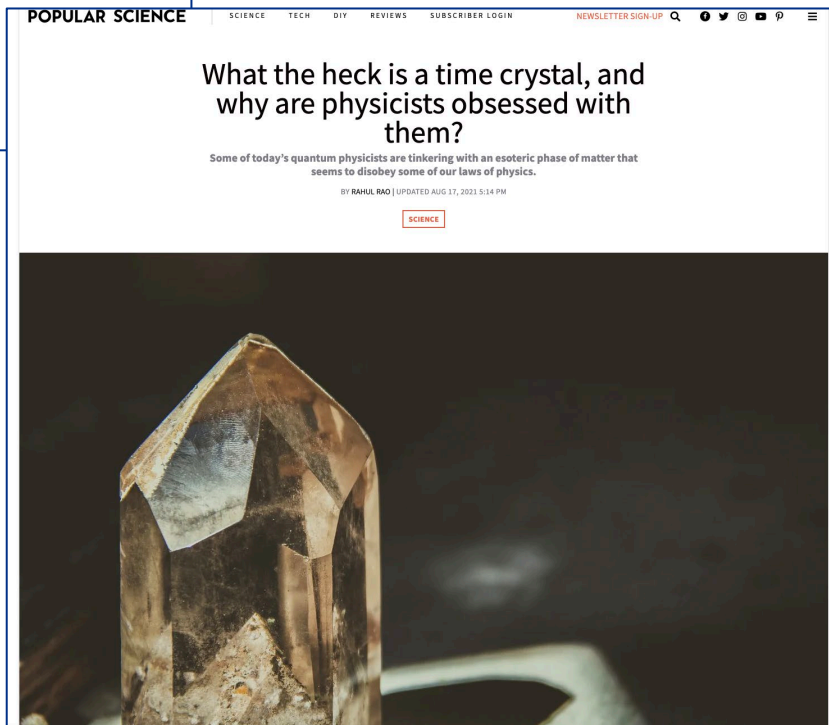 POPULAR SCIENCE
SCIENCE TECH DIY REVIEWS SUBSCRIBER LOGIN NEWSLETTER SIGN-UP
What the heck is a time crystal, and
why are physicists obsessed with
them?
Some of today's quantum physicists are tinkering with an esoteric phase of matter that
seems to disobey some of our laws of physics.
BY RAHUL RAO | UPDATED AUG 17, 2021 5:14 PM
SCIENCE